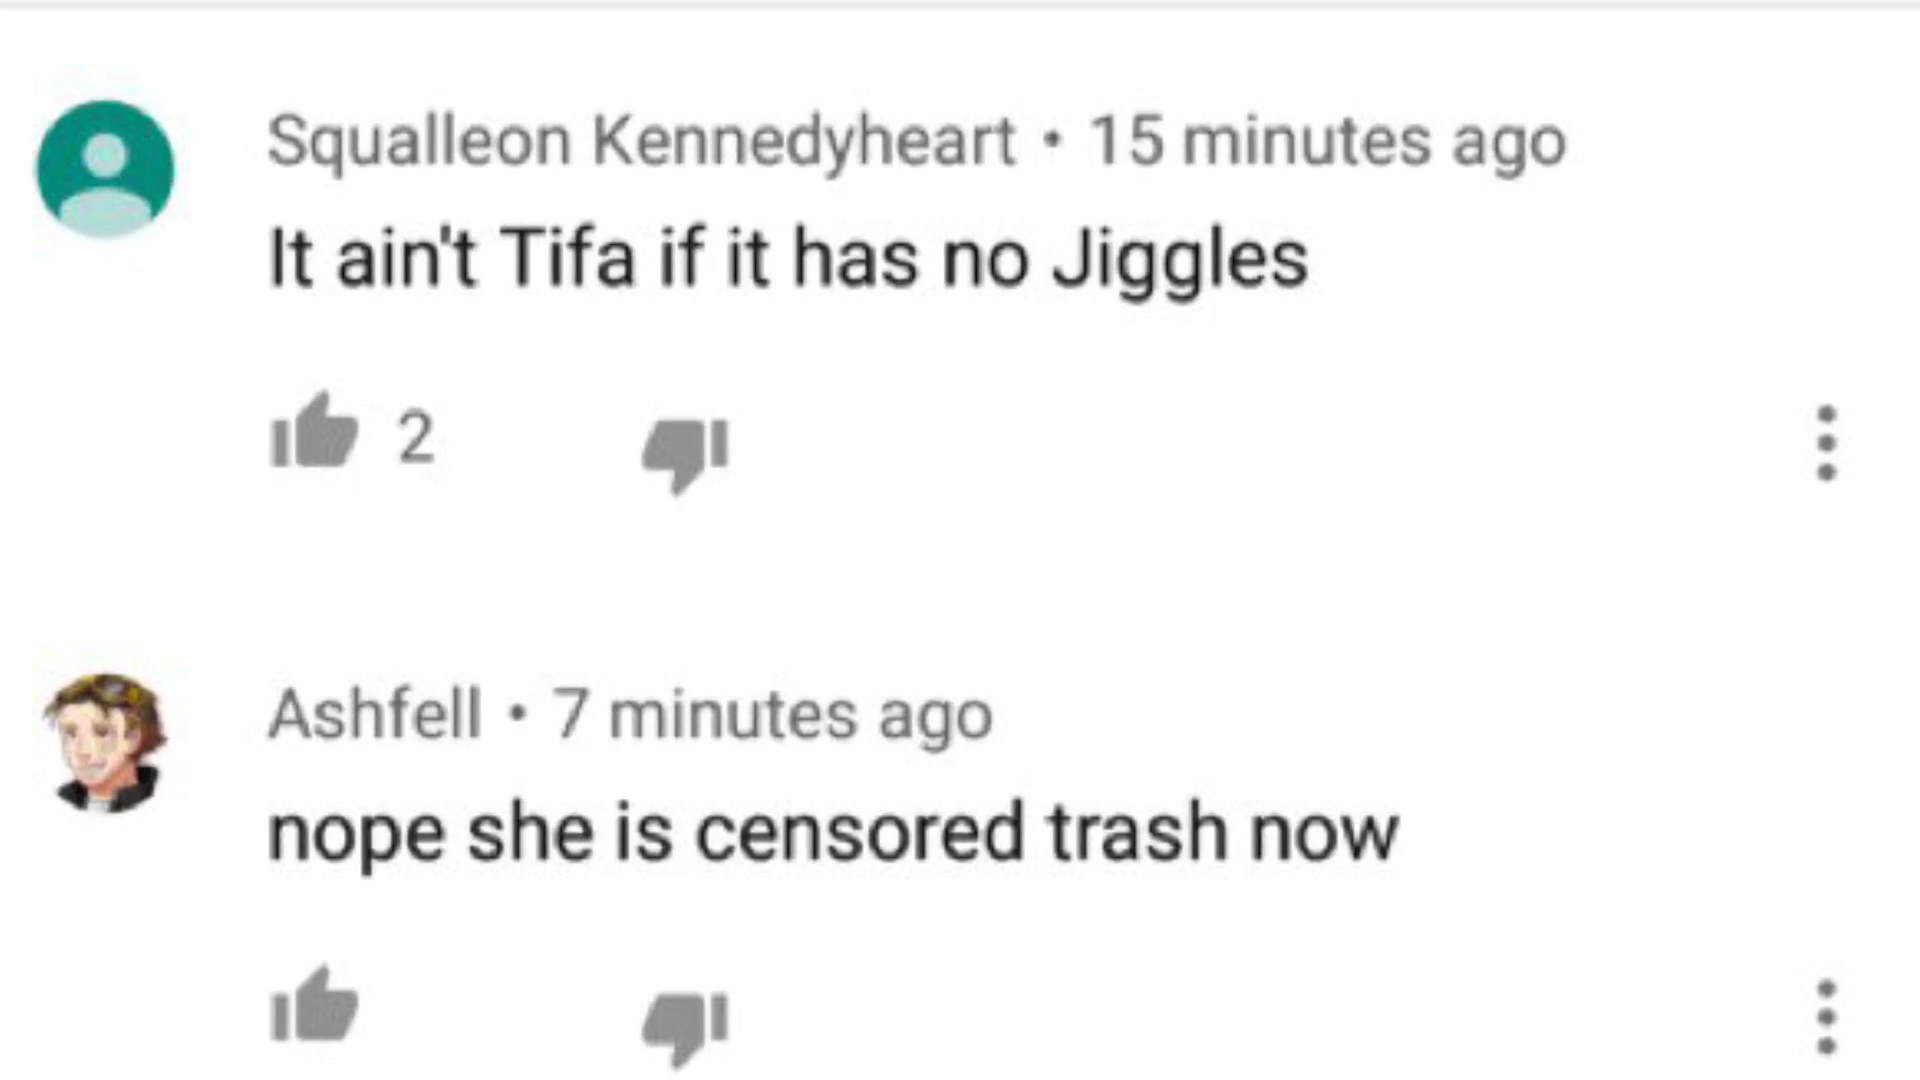 Squalleon Kennedyheart • 15 minutes ago
It ain't Tifa if it has no Jiggles
2
Ashfell • 7 minutes ago
nope she is censored trash now